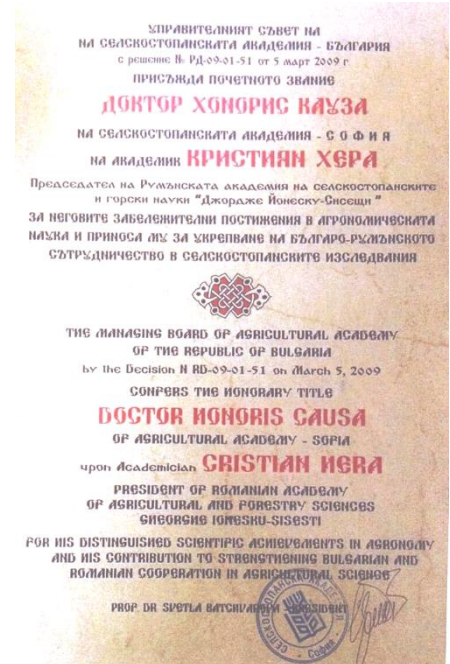 УПРАВИТЕЛНИЯТ СЪВЕТ НА
НА СЕЛСКОСТОПАНСКАТА АКАДЕМИЯ - БЪЛГАРИЯ
с решение № РД-09-01-51 от 5 март 2009 г
ПРИСЪЖДА ПОЧЕТНОТО ЗВАНИЕ
ДОКТОР ХОНОРИС КАУЗА
НА СЕЛСКОСТОПАНСКАТА АКАДЕМИЯ - СОФИЯ
НА АКАДЕМИК КРИСТИЯН ХЕРА
Председател на Румънската академия на селскостопанските
и горски науки "Джордже Йонеску-Сисещи"
ЗА НЕГОВИТЕ ЗАБЕЛЕЖИТЕЛНИ ПОСТИЖЕНИЯ В АГРОНОМИЧЕСКАТА
НАУКА И ПРИНОСА МУ ЗА УКРЕПВАНЕ НА БЪЛГАРО-РУМЪНСКОТО
СЪТРУДНИЧЕСТВО В СЕЛСКОСТОПАНСКИТЕ ИЗСЛЕДВАНИЯ
THE MANAGING BOARD OF AGRICULTURAL ACADEMY
OF THE REPUBLIC OF BULGARIA
by the Decision N RD-09-01-51 on March 5, 2009
CONFERS THE HONORARY TITLE
DOCTOR HONORIS CAUSA
OF AGRICULTURAL ACADEMY - SOFIA
upon Academician CRISTIAN HERA
PRESIDENT OF ROMANIAN ACADEMY
OF AGRICULTURAL AND FORESTRY SCIENCES
GHEORGHE IONESKU-SISESTI
FOR HIS DISTINGUISHED SCIENTIFIC ACHIEVEMENTS IN AGRONOMY
AND HIS CONTRIBUTION TO STRENGTHENING BULGARIAN AND
ROMANIAN COOPERATION IN AGRICULTURAL SCIENCE
PROF. DR SVETLA BATCHVAROVA - PRESIDENT
СЕЛСКОСТОПАНСКА АКАДЕМИЯ
София